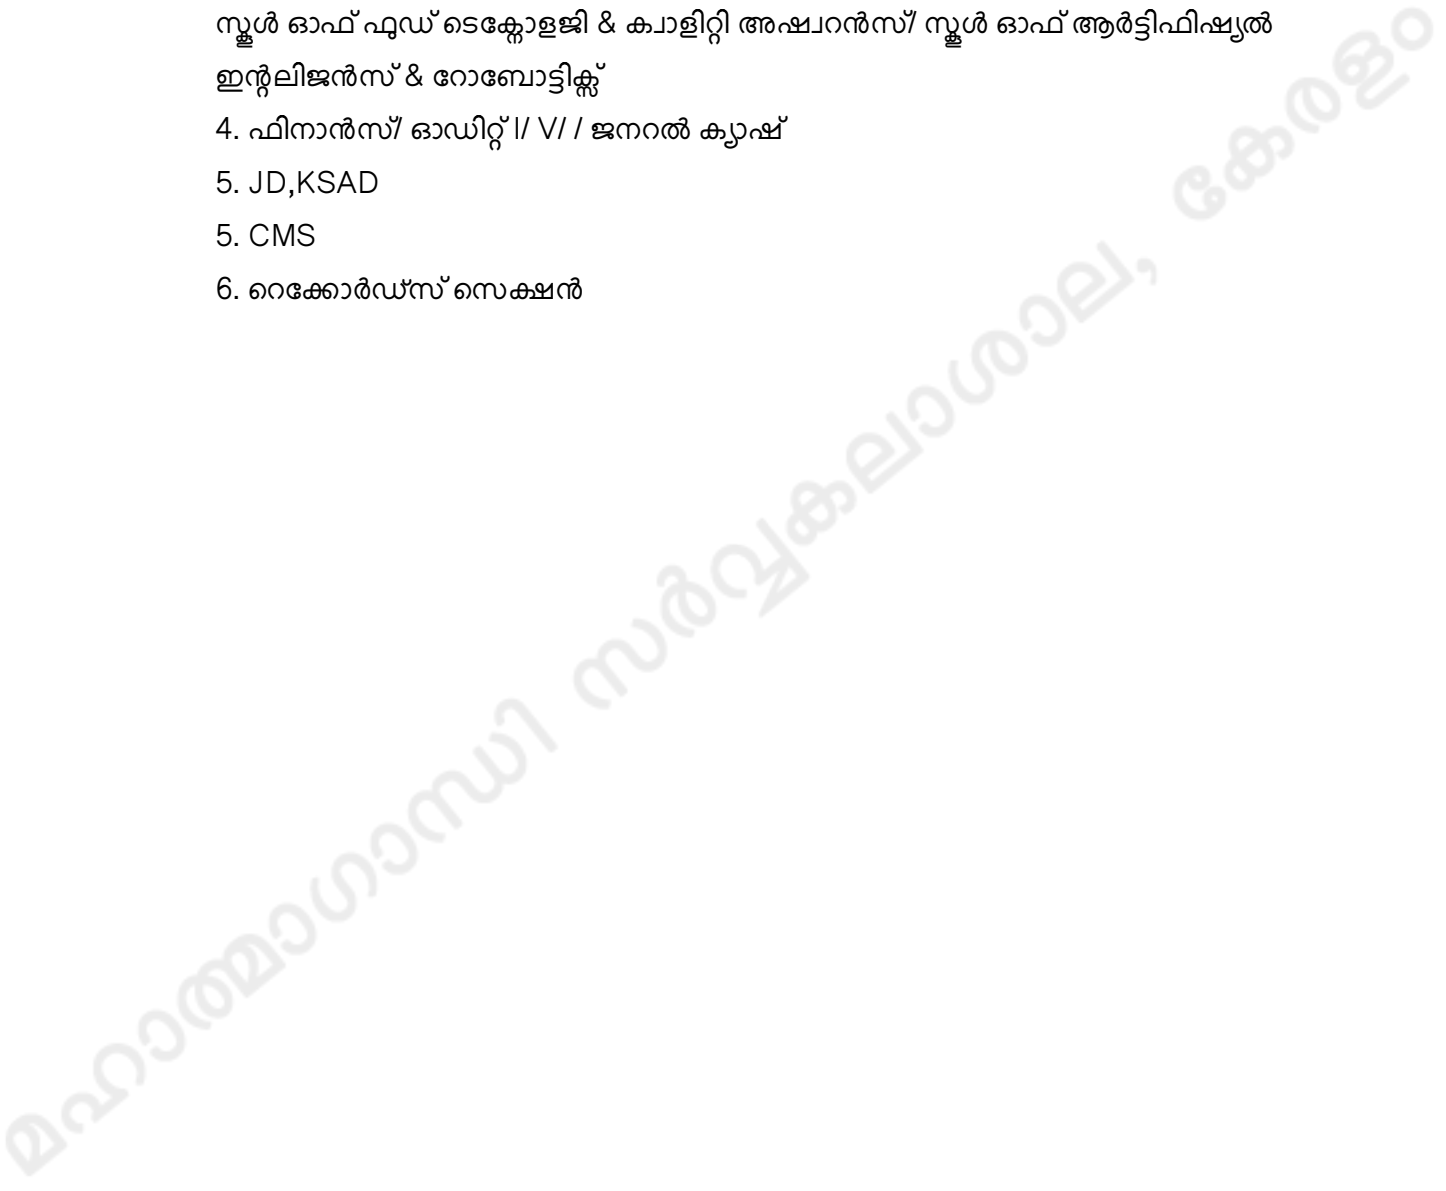 സ്കൂൾ ഓഫ് ഫുഡ് ടെക്നോളജി & ക്വാളിറ്റി അഷ്വറൻസ്/ സ്കൂൾ ഓഫ് ആർട്ടിഫിഷ്യൽ
ഇന്റലിജൻസ് & റോബോട്ടിക്സ്
4. ഫിനാൻസ്/ ഓഡിറ്റ് I/ V/ / ജനറൽ ക്യാഷ്
5. JD,KSAD
5. CMS
6. റെക്കോർഡ്സ് സെക്ഷൻ
മഹാത്മാഗാന്ധി സർവ്വകലാശാല, കേരളം